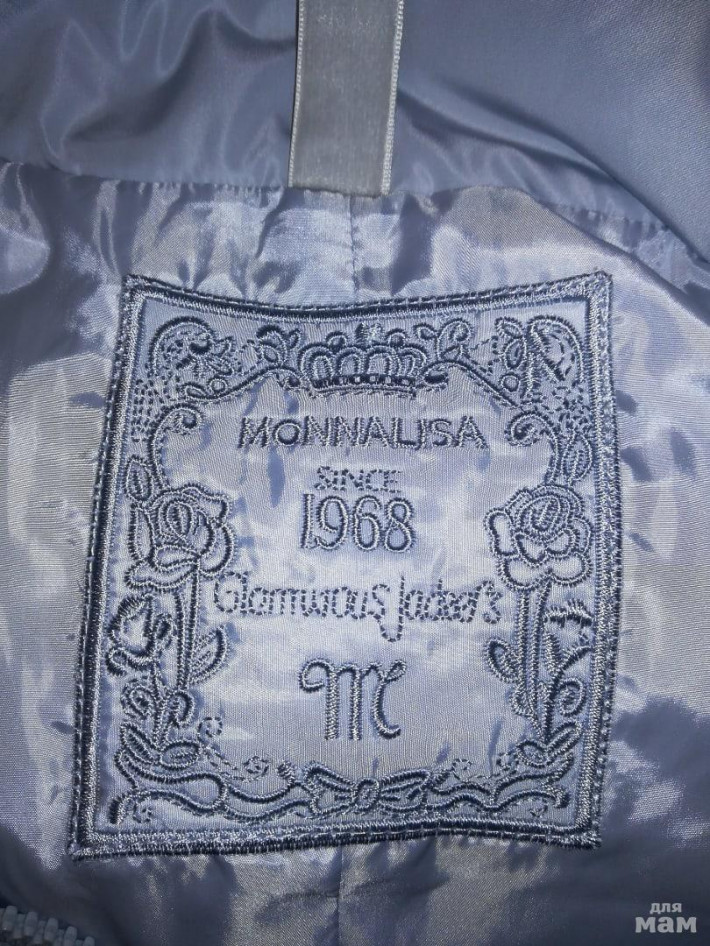 MONNALISA
SINCE
1968
Glamurous Jackets
M
для
мам